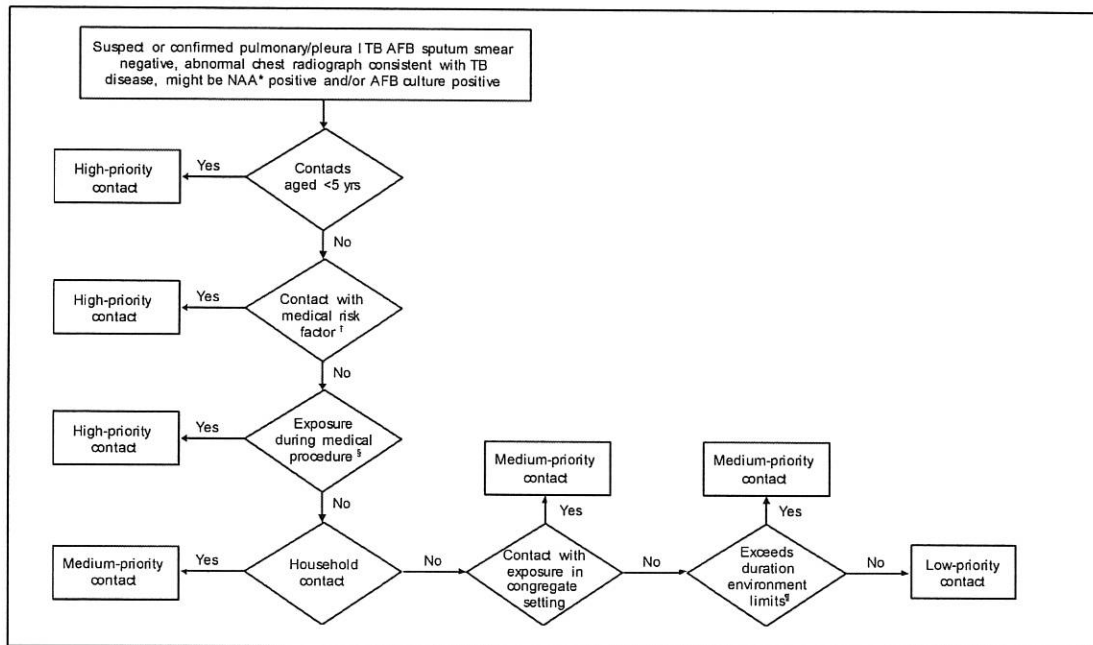 Suspect or confirmed pulmonary/pleura l TB AFB sputum smear
negative, abnormal chest radiograph consistent with TB
disease, might be NAA* positive and/or AFB culture positive
High-priority
contact
Yes
Contacts
aged <5 yrs
No
High-priority
contact
Yes
Contact with
medical risk
factor †
No
High-priority
contact
Yes
Exposure
during medical
procedure §
No
Medium-priority
contact
Yes
Medium-priority
contact
Yes
Medium-priority
contact
Yes
Household
contact
No
Contact with
exposure in
congregate
setting
No
Exceeds
duration
environment
limits¶
No
Low-priority
contact